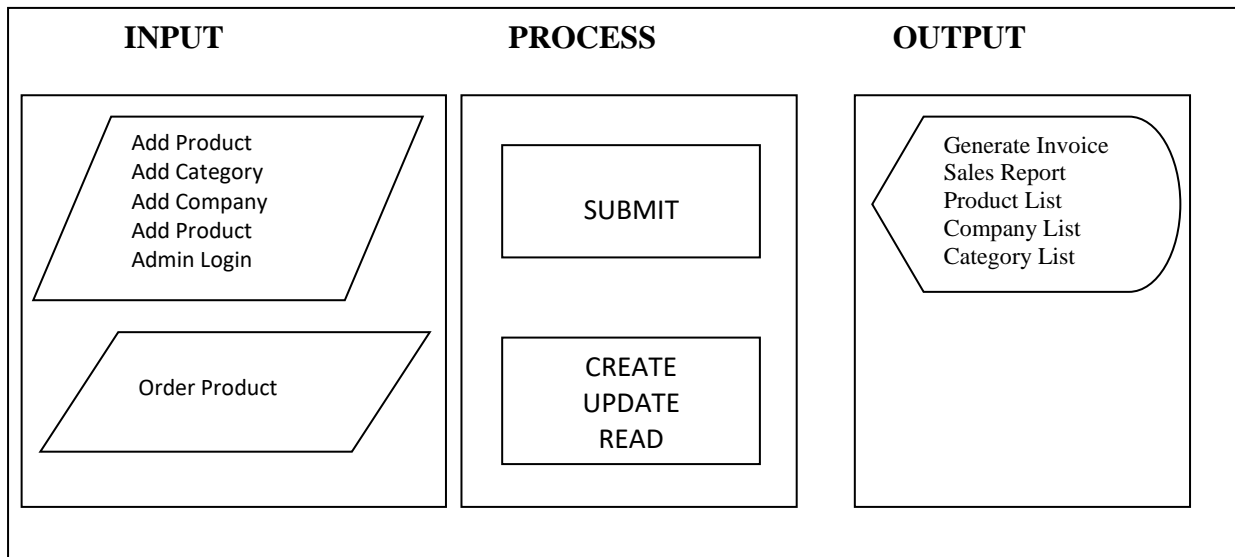 INPUT
PROCESS
OUTPUT
Add Product
Add Category
Add Company
Add Product
Admin Login
Order Product
SUBMIT
CREATE
UPDATE
READ
Generate Invoice
Sales Report
Product List
Company List
Category List